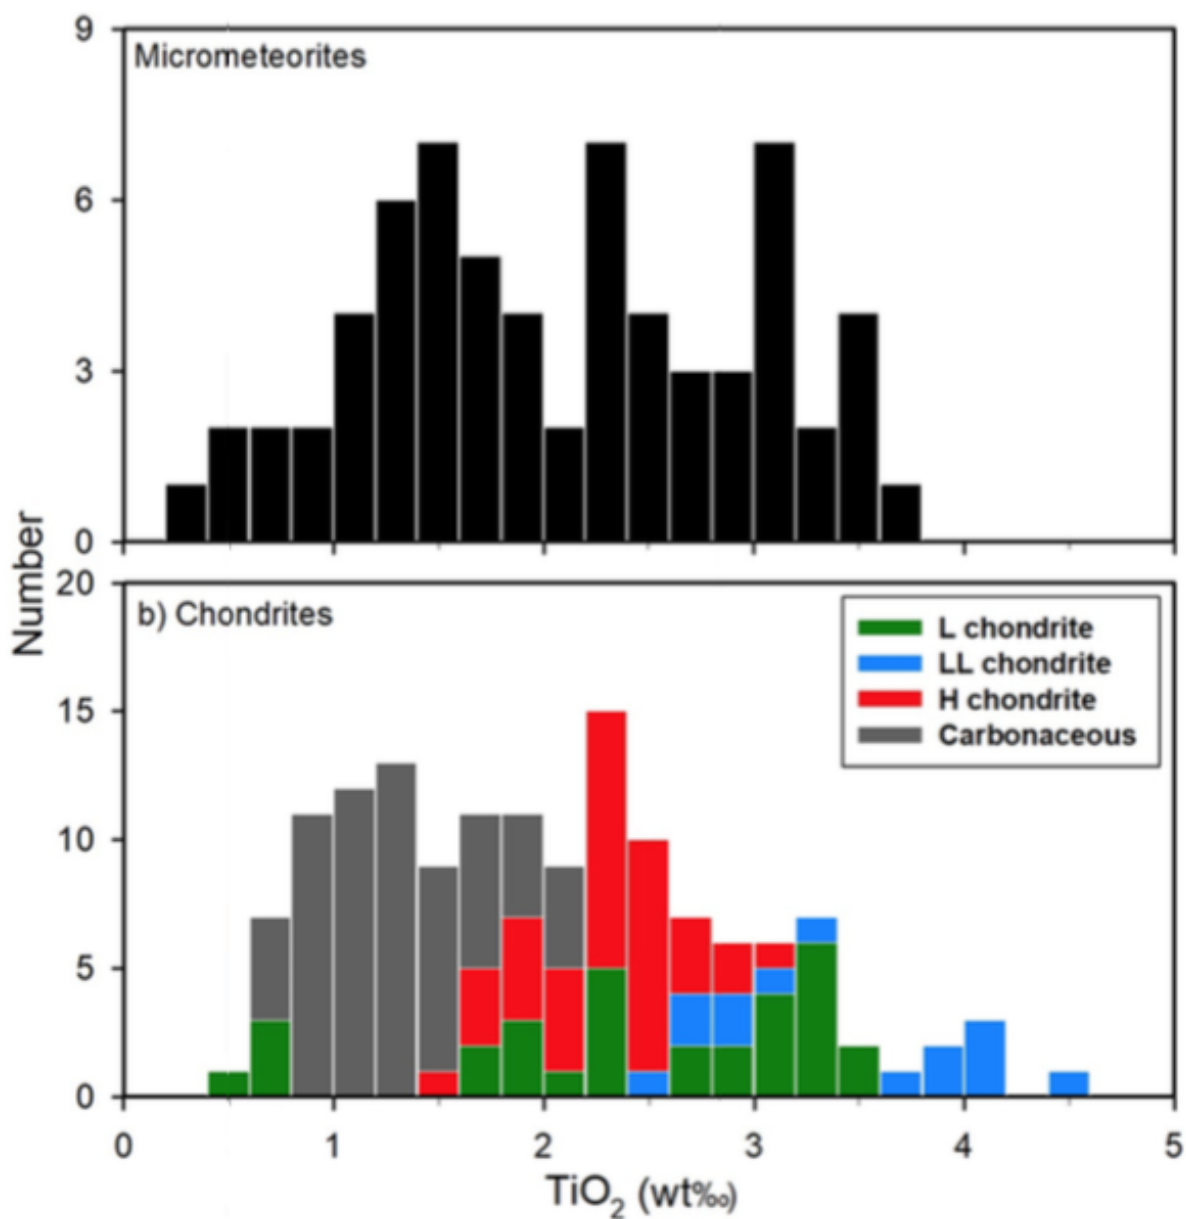 9
Micrometeorites
6
3
0
Number
20
b) Chondrites
L chondrite
LL chondrite
H chondrite
Carbonaceous
15
10
5
0
0 1 2 3 4 5
TiO₂ (wt‰)